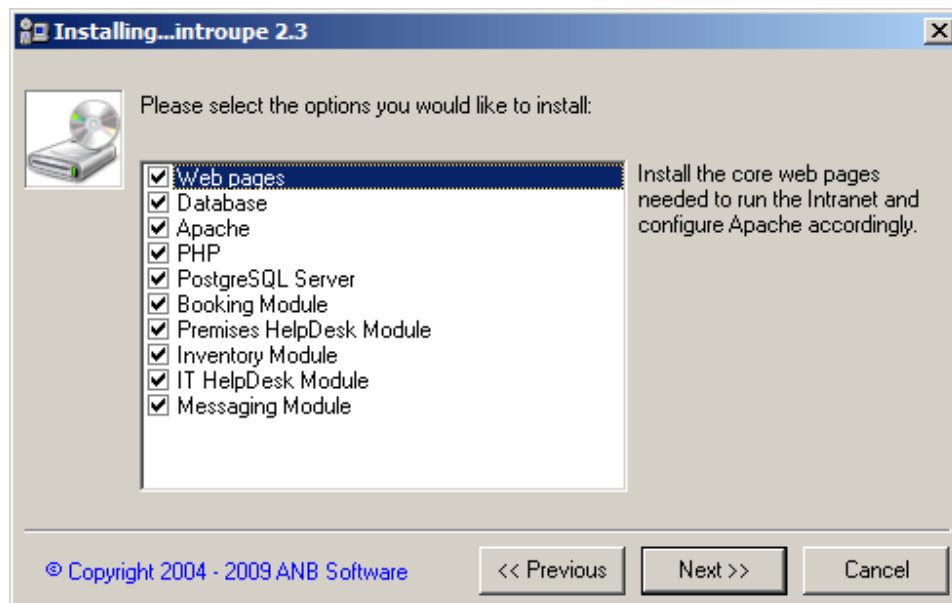 Installing...introupe 2.3
Please select the options you would like to install:
Web pages
Database
Apache
PHP
PostgreSQL Server
Booking Module
Premises HelpDesk Module
Inventory Module
IT HelpDesk Module
Messaging Module
Install the core web pages
needed to run the Intranet and
configure Apache accordingly.
© Copyright 2004 - 2009 ANB Software
<< Previous
Next >>
Cancel